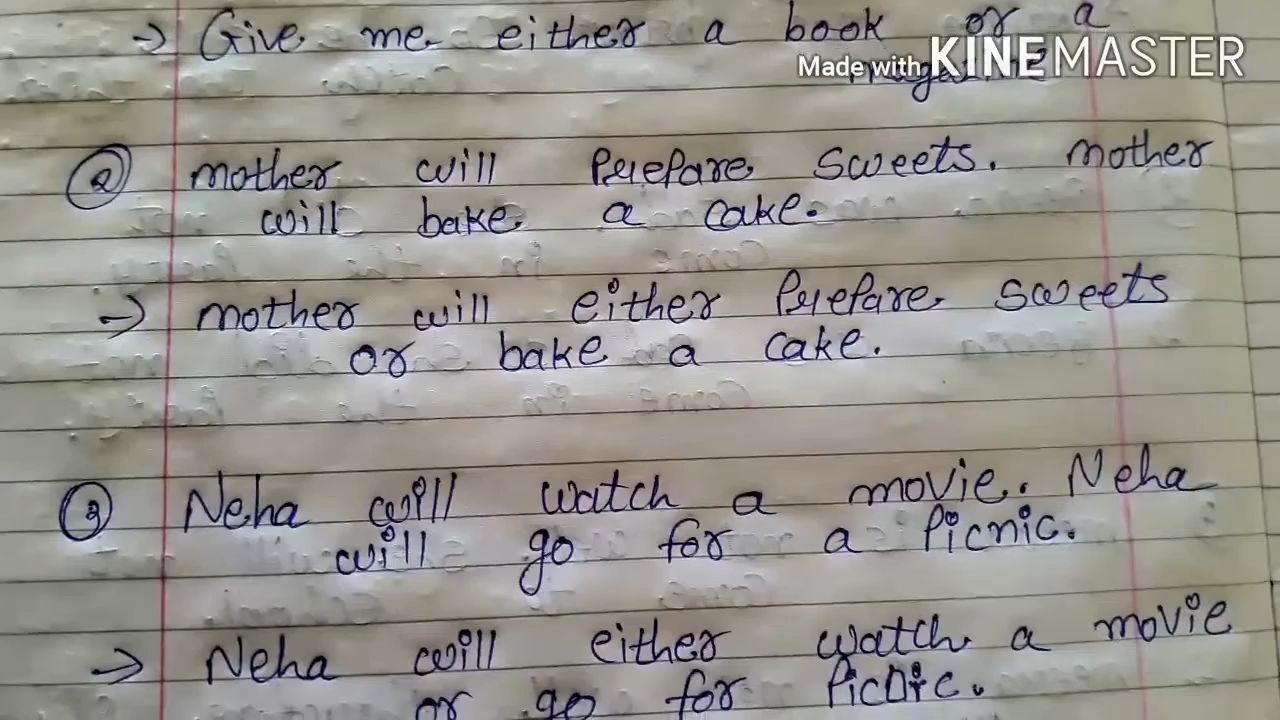 → Give me either a book or a
Made with KINEMASTER
magazine
② mother will Prepare sweets. mother
will bake a cake.
→ mother will either Prepare sweets
or bake a cake.
③ Neha will watch a movie. Neha
will go for a Picnic.
→ Neha will either watch a movie
or go for Picnic.